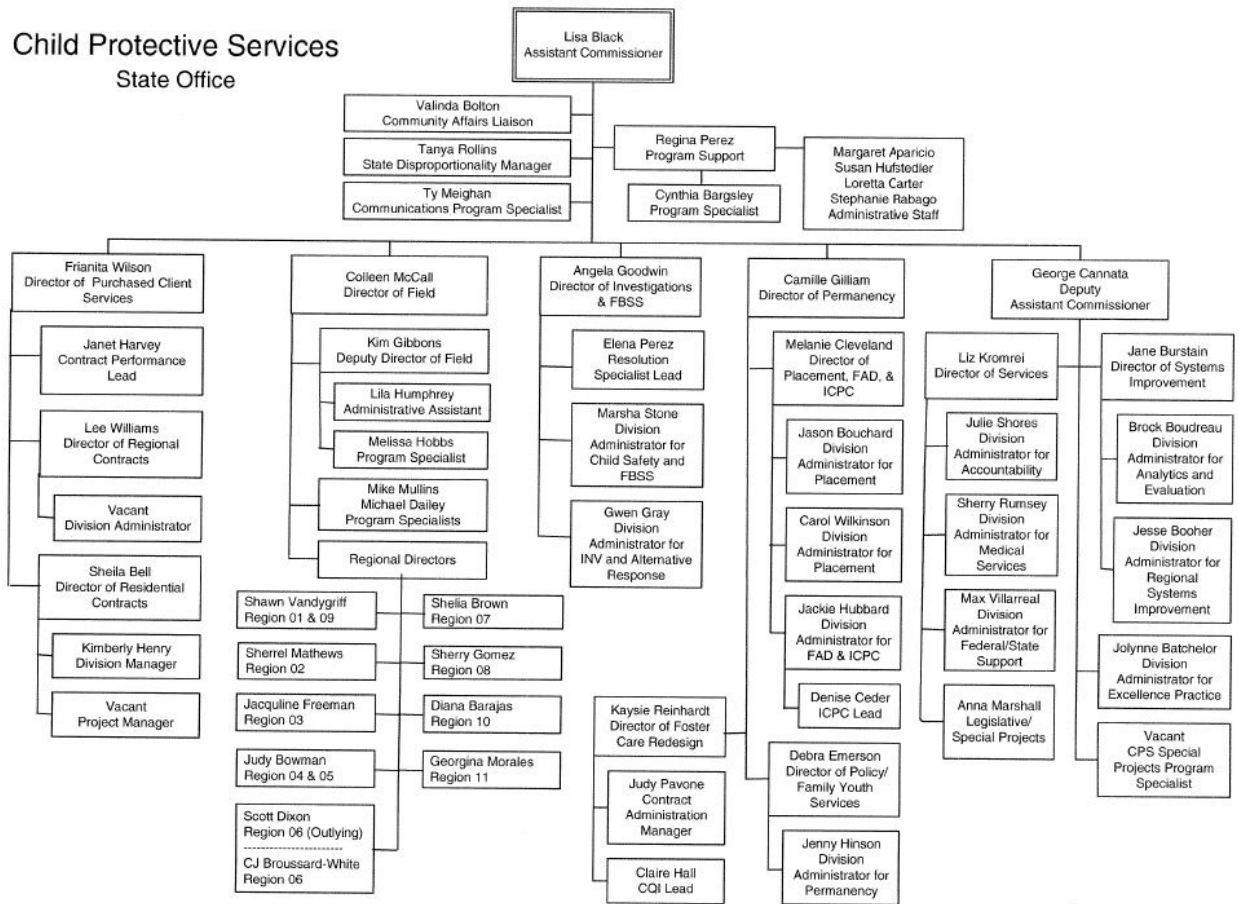 Child Protective Services
State Office
Lisa Black
Assistant Commissioner
Valinda Bolton
Community Affairs Liaison
Tanya Rollins
State Disproportionality Manager
Ty Meighan
Communications Program Specialist
Regina Perez
Program Support
Cynthia Bargsley
Program Specialist
Margaret Aparicio
Susan Hufstedler
Loretta Carter
Stephanie Rabago
Administrative Staff
Frianita Wilson
Director of Purchased Client
Services
Janet Harvey
Contract Performance
Lead
Lee Williams
Director of Regional
Contracts
Vacant
Division Administrator
Sheila Bell
Director of Residential
Contracts
Kimberly Henry
Division Manager
Vacant
Project Manager
Colleen McCall
Director of Field
Kim Gibbons
Deputy Director of Field
Lila Humphrey
Administrative Assistant
Melissa Hobbs
Program Specialist
Mike Mullins
Michael Dailey
Program Specialists
Regional Directors
Shawn Vandygriff
Region 01 & 09
Shelia Brown
Region 07
Sherrel Mathews
Region 02
Sherry Gomez
Region 08
Jacquline Freeman
Region 03
Diana Barajas
Region 10
Judy Bowman
Region 04 & 05
Georgina Morales
Region 11
Scott Dixon
Region 06 (Outlying)
CJ Broussard-White
Region 06
Angela Goodwin
Director of Investigations
& FBSS
Elena Perez
Resolution
Specialist Lead
Marsha Stone
Division
Administrator for
Child Safety and
FBSS
Gwen Gray
Division
Administrator for
INV and Alternative
Response
Camille Gilliam
Director of Permanency
Melanie Cleveland
Director of
Placement, FAD, &
ICPC
Jason Bouchard
Division
Administrator for
Placement
Carol Wilkinson
Division
Administrator for
Placement
Jackie Hubbard
Division
Administrator for
FAD & ICPC
Denise Ceder
ICPC Lead
Kaysie Reinhardt
Director of Foster
Care Redesign
Judy Pavone
Contract
Administration
Manager
Claire Hall
CQI Lead
Debra Emerson
Director of Policy/
Family Youth
Services
Jenny Hinson
Division
Administrator for
Permanency
George Cannata
Deputy
Assistant Commissioner
Liz Kromrei
Director of Services
Julie Shores
Division
Administrator for
Accountability
Sherry Rumsey
Division
Administrator for
Medical
Services
Max Villarreal
Division
Administrator for
Federal/State
Support
Anna Marshall
Legislative/
Special Projects
Jane Burstain
Director of Systems
Improvement
Brock Boudreau
Division
Administrator for
Analytics and
Evaluation
Jesse Booher
Division
Administrator for
Regional
Systems
Improvement
Jolynne Batchelor
Division
Administrator for
Excellence Practice
Vacant
CPS Special
Projects Program
Specialist